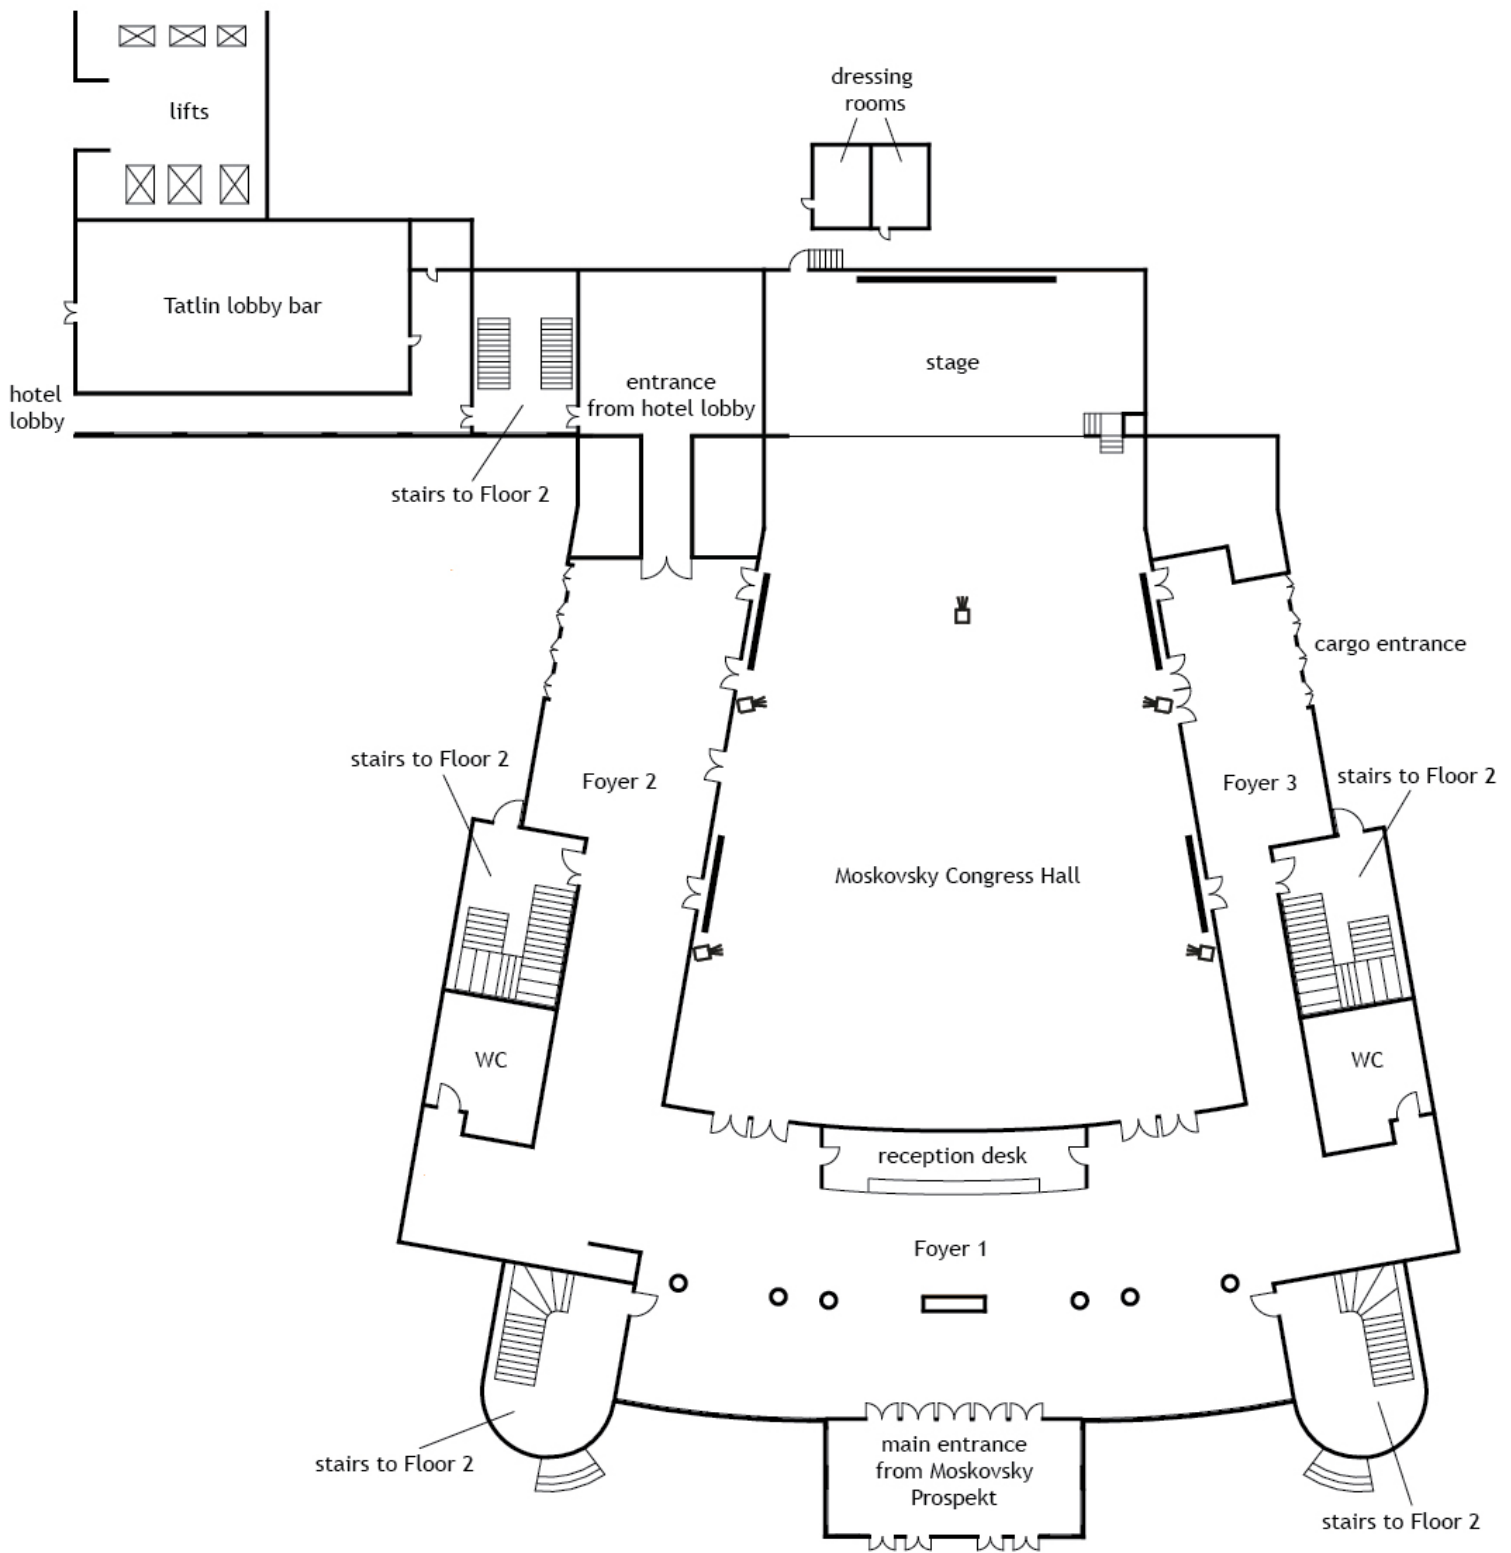 dressing
rooms
lifts
Tatlin lobby bar
stage
entrance
from hotel lobby
hotel
lobby
stairs to Floor 2
cargo entrance
stairs to Floor 2
Foyer 2
Foyer 3
stairs to Floor 2
Moskovsky Congress Hall
WC
WC
reception desk
Foyer 1
main entrance
from Moskovsky
Prospekt
stairs to Floor 2
stairs to Floor 2